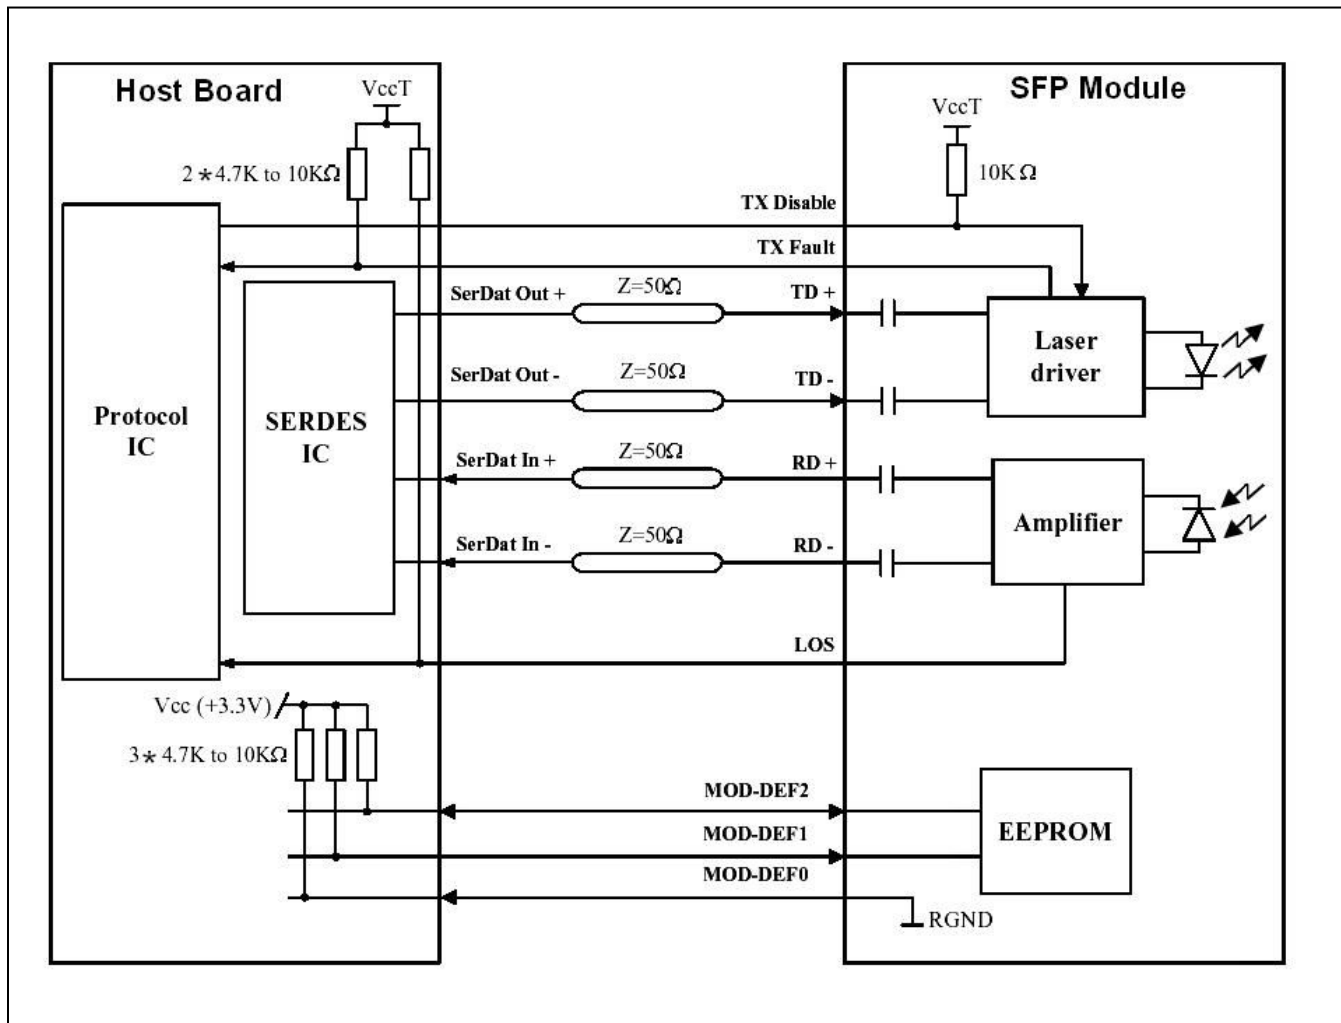 Host Board
SFP Module
VccT
VccT
2*4.7K to 10KΩ
10KΩ
TX Disable
TX Fault
SerDat Out +
Z=50Ω
TD +
Laser
driver
SerDat Out -
Z=50Ω
TD -
Protocol
IC
SERDES
IC
SerDat In +
Z=50Ω
RD +
Amplifier
SerDat In -
Z=50Ω
RD -
LOS
Vcc (+3.3V)
3*4.7K to 10KΩ
MOD-DEF2
EEPROM
MOD-DEF1
MOD-DEF0
RGND